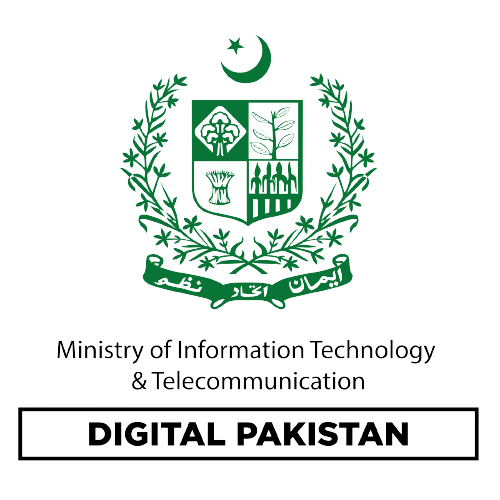 ایمان اتحاد نظم
Ministry of Information Technology
& Telecommunication
DIGITAL PAKISTAN